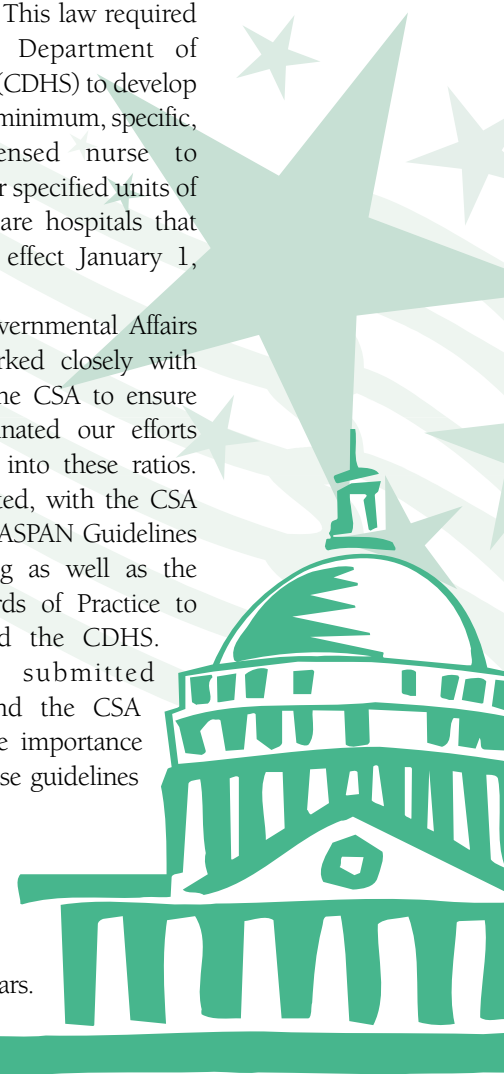 This law required
Department of
(CDHS) to develop
minimum, specific,
ensed nurse to
r specified units of
are hospitals that
effect January 1,
vernmental Affairs
rked closely with
he CSA to ensure
nated our efforts
into these ratios.
ted, with the CSA
ASPAN Guidelines
g as well as the
rds of Practice to
d the CDHS.
submitted
nd the CSA
e importance
se guidelines
ars.